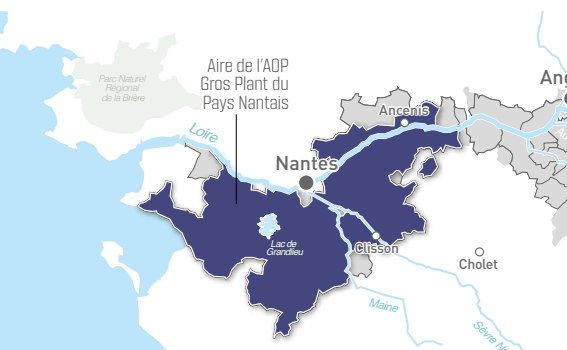 Parc Naturel
Régional
de la Brière
Aire de l'AOP
Gros Plant du
Pays Nantais
Loire
Ancenis
Nantes
Lac de
Grandlieu
Clisson
Cholet
Maine
Sèvre